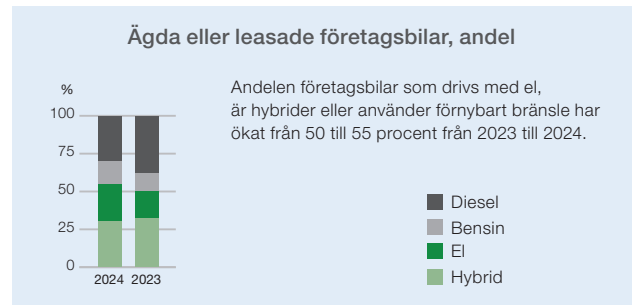 Ägda eller leasade företagsbilar, andel
%
100
75
50
25
0
2024 2023
Andelen företagsbilar som drivs med el,
är hybrider eller använder förnybart bränsle har
ökat från 50 till 55 procent från 2023 till 2024.
Diesel
Bensin
El
Hybrid